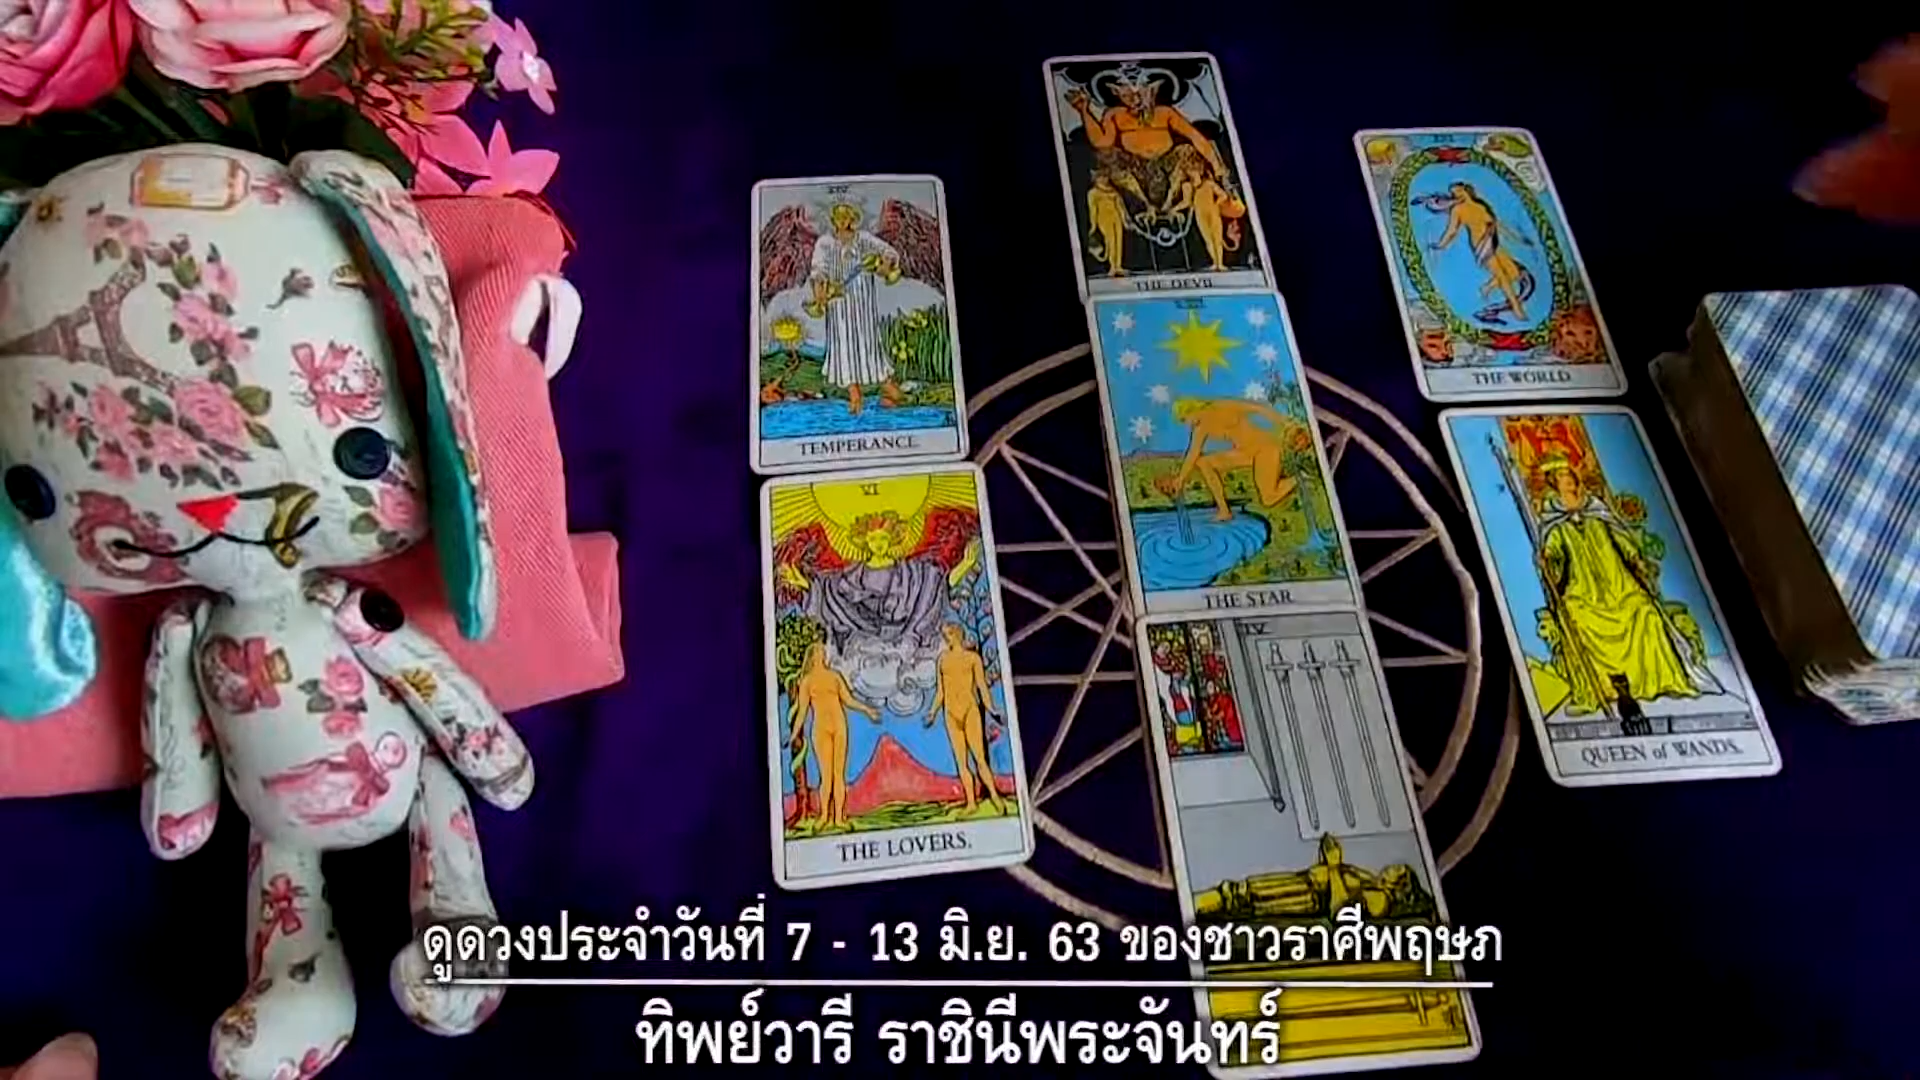 XIV
TEMPERANCE.
VI
THE LOVERS.
THE DEVIL
THE STAR
IV
THE WORLD.
QUEEN of WANDS.
ดูดวงประจำวันที่ 7 - 13 มิ.ย. 63 ของชาวราศีพฤษภ
ทิพย์วารี ราชินีพระจันทร์